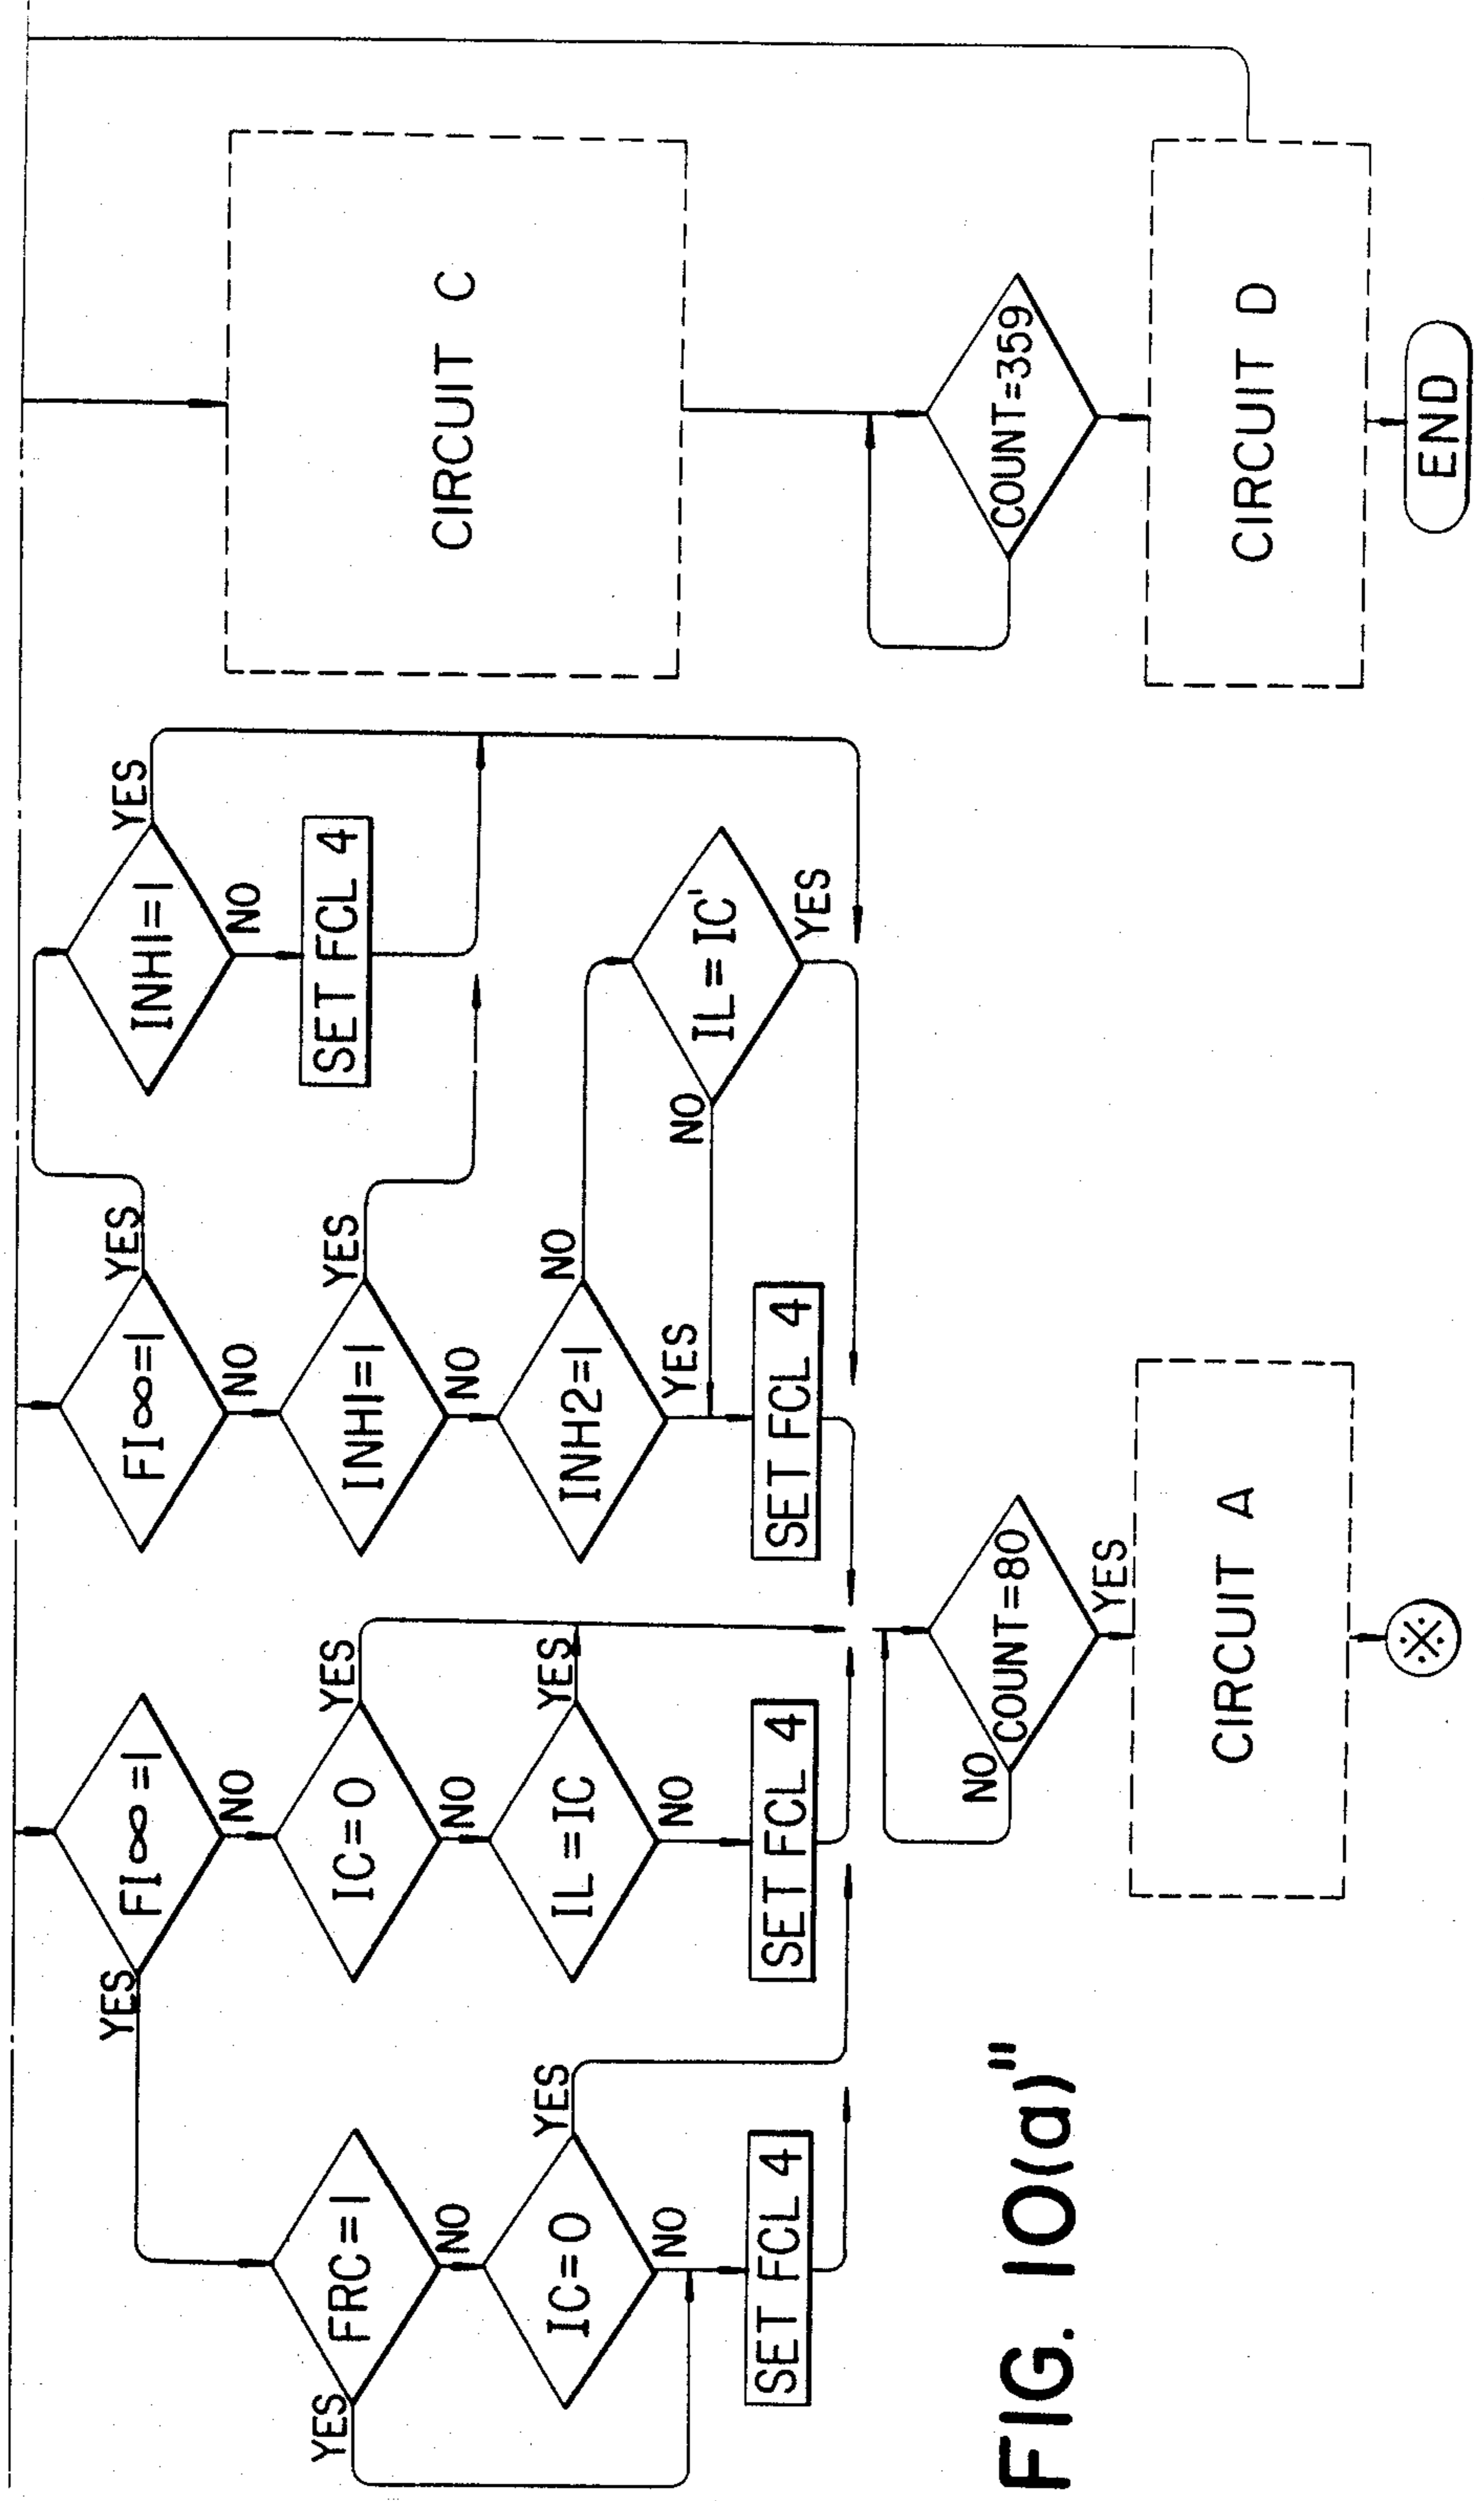 FI∞=1
YES
NO
FRC=1
YES
NO
IC=0
YES
NO
SET FCL 4
IC=0
YES
NO
IL=IC
YES
NO
SET FCL 4
FI∞=1
YES
NO
INH1=1
YES
NO
INH2=1
NO
YES
SET FCL 4
INH1=1
YES
NO
SET FCL 4
IL=IC'
NO
YES
COUNT=80
NO
YES
CIRCUIT A
※
CIRCUIT C
COUNT=359
CIRCUIT D
END
FIG. 10(a)"